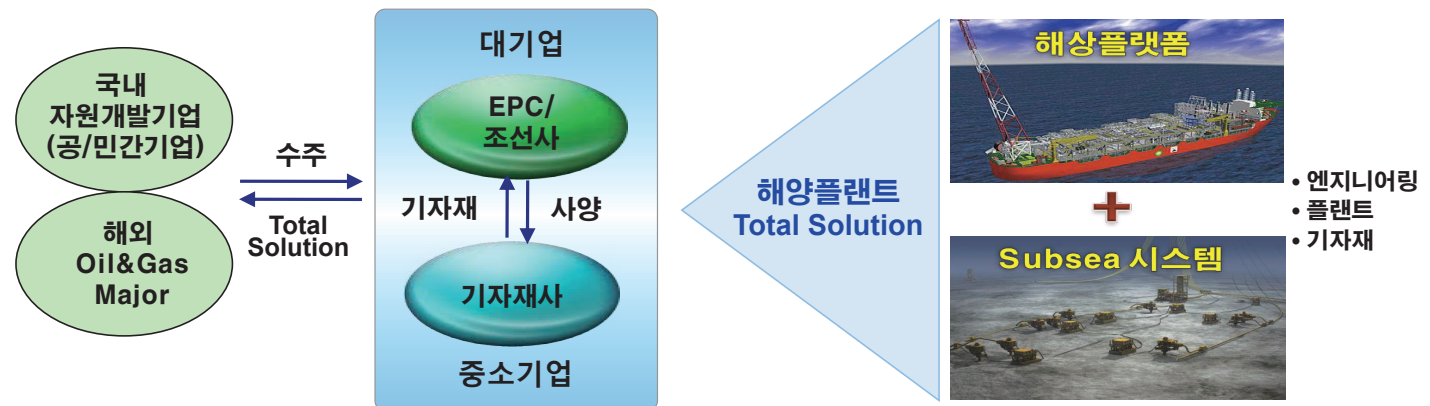 국내
자원개발기업
(공/민간기업)
해외
Oil&Gas
Major
수주
Total
Solution
대기업
EPC/
조선사
기자재
사양
기자재사
중소기업
해양플랜트
Total Solution
해상플랫폼
Subsea 시스템
• 엔지니어링
• 플랜트
• 기자재